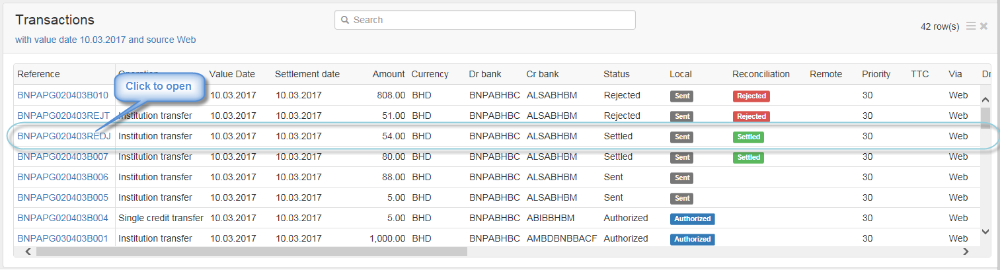 Transactions
Search
42 row(s)
with value date 10.03.2017 and source Web
Reference Operation Value Date Settlement date Amount Currency Dr bank Cr bank Status Local Reconciliation Remote Priority TTC Via
Click to open
BNPAPG020403B010 10.03.2017 10.03.2017 808.00 BHD BNPABHBC ALSABHBM Rejected Sent Rejected 30 Web
BNPAPG020403REJT Institution transfer 10.03.2017 10.03.2017 51.00 BHD BNPABHBC ALSABHBM Rejected Sent Rejected 30 Web
BNPAPG020403REDJ Institution transfer 10.03.2017 10.03.2017 54.00 BHD BNPABHBC ALSABHBM Settled Sent Settled 30 Web
BNPAPG020403B007 Institution transfer 10.03.2017 10.03.2017 80.00 BHD BNPABHBC ALSABHBM Settled Sent Settled 30 Web
BNPAPG020403B006 Institution transfer 10.03.2017 10.03.2017 88.00 BHD BNPABHBC ALSABHBM Sent Sent 30 Web
BNPAPG020403B005 Institution transfer 10.03.2017 10.03.2017 5.00 BHD BNPABHBC ALSABHBM Sent Sent 30 Web
BNPAPG020403B004 Single credit transfer 10.03.2017 10.03.2017 5.00 BHD BNPABHBC ABIBBHBM Authorized Authorized 30 Web
BNPAPG030403B001 Institution transfer 10.03.2017 10.03.2017 1,000.00 BHD BNPABHBC AMBDBNBBACF Authorized Authorized 30 Web